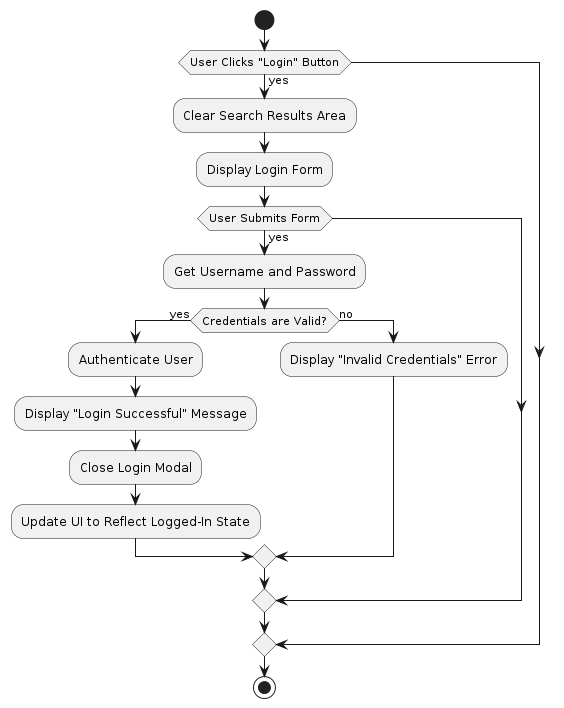 User Clicks "Login" Button
yes
Clear Search Results Area
Display Login Form
User Submits Form
yes
Get Username and Password
yes
Credentials are Valid?
no
Authenticate User
Display "Invalid Credentials" Error
Display "Login Successful" Message
Close Login Modal
Update UI to Reflect Logged-In State